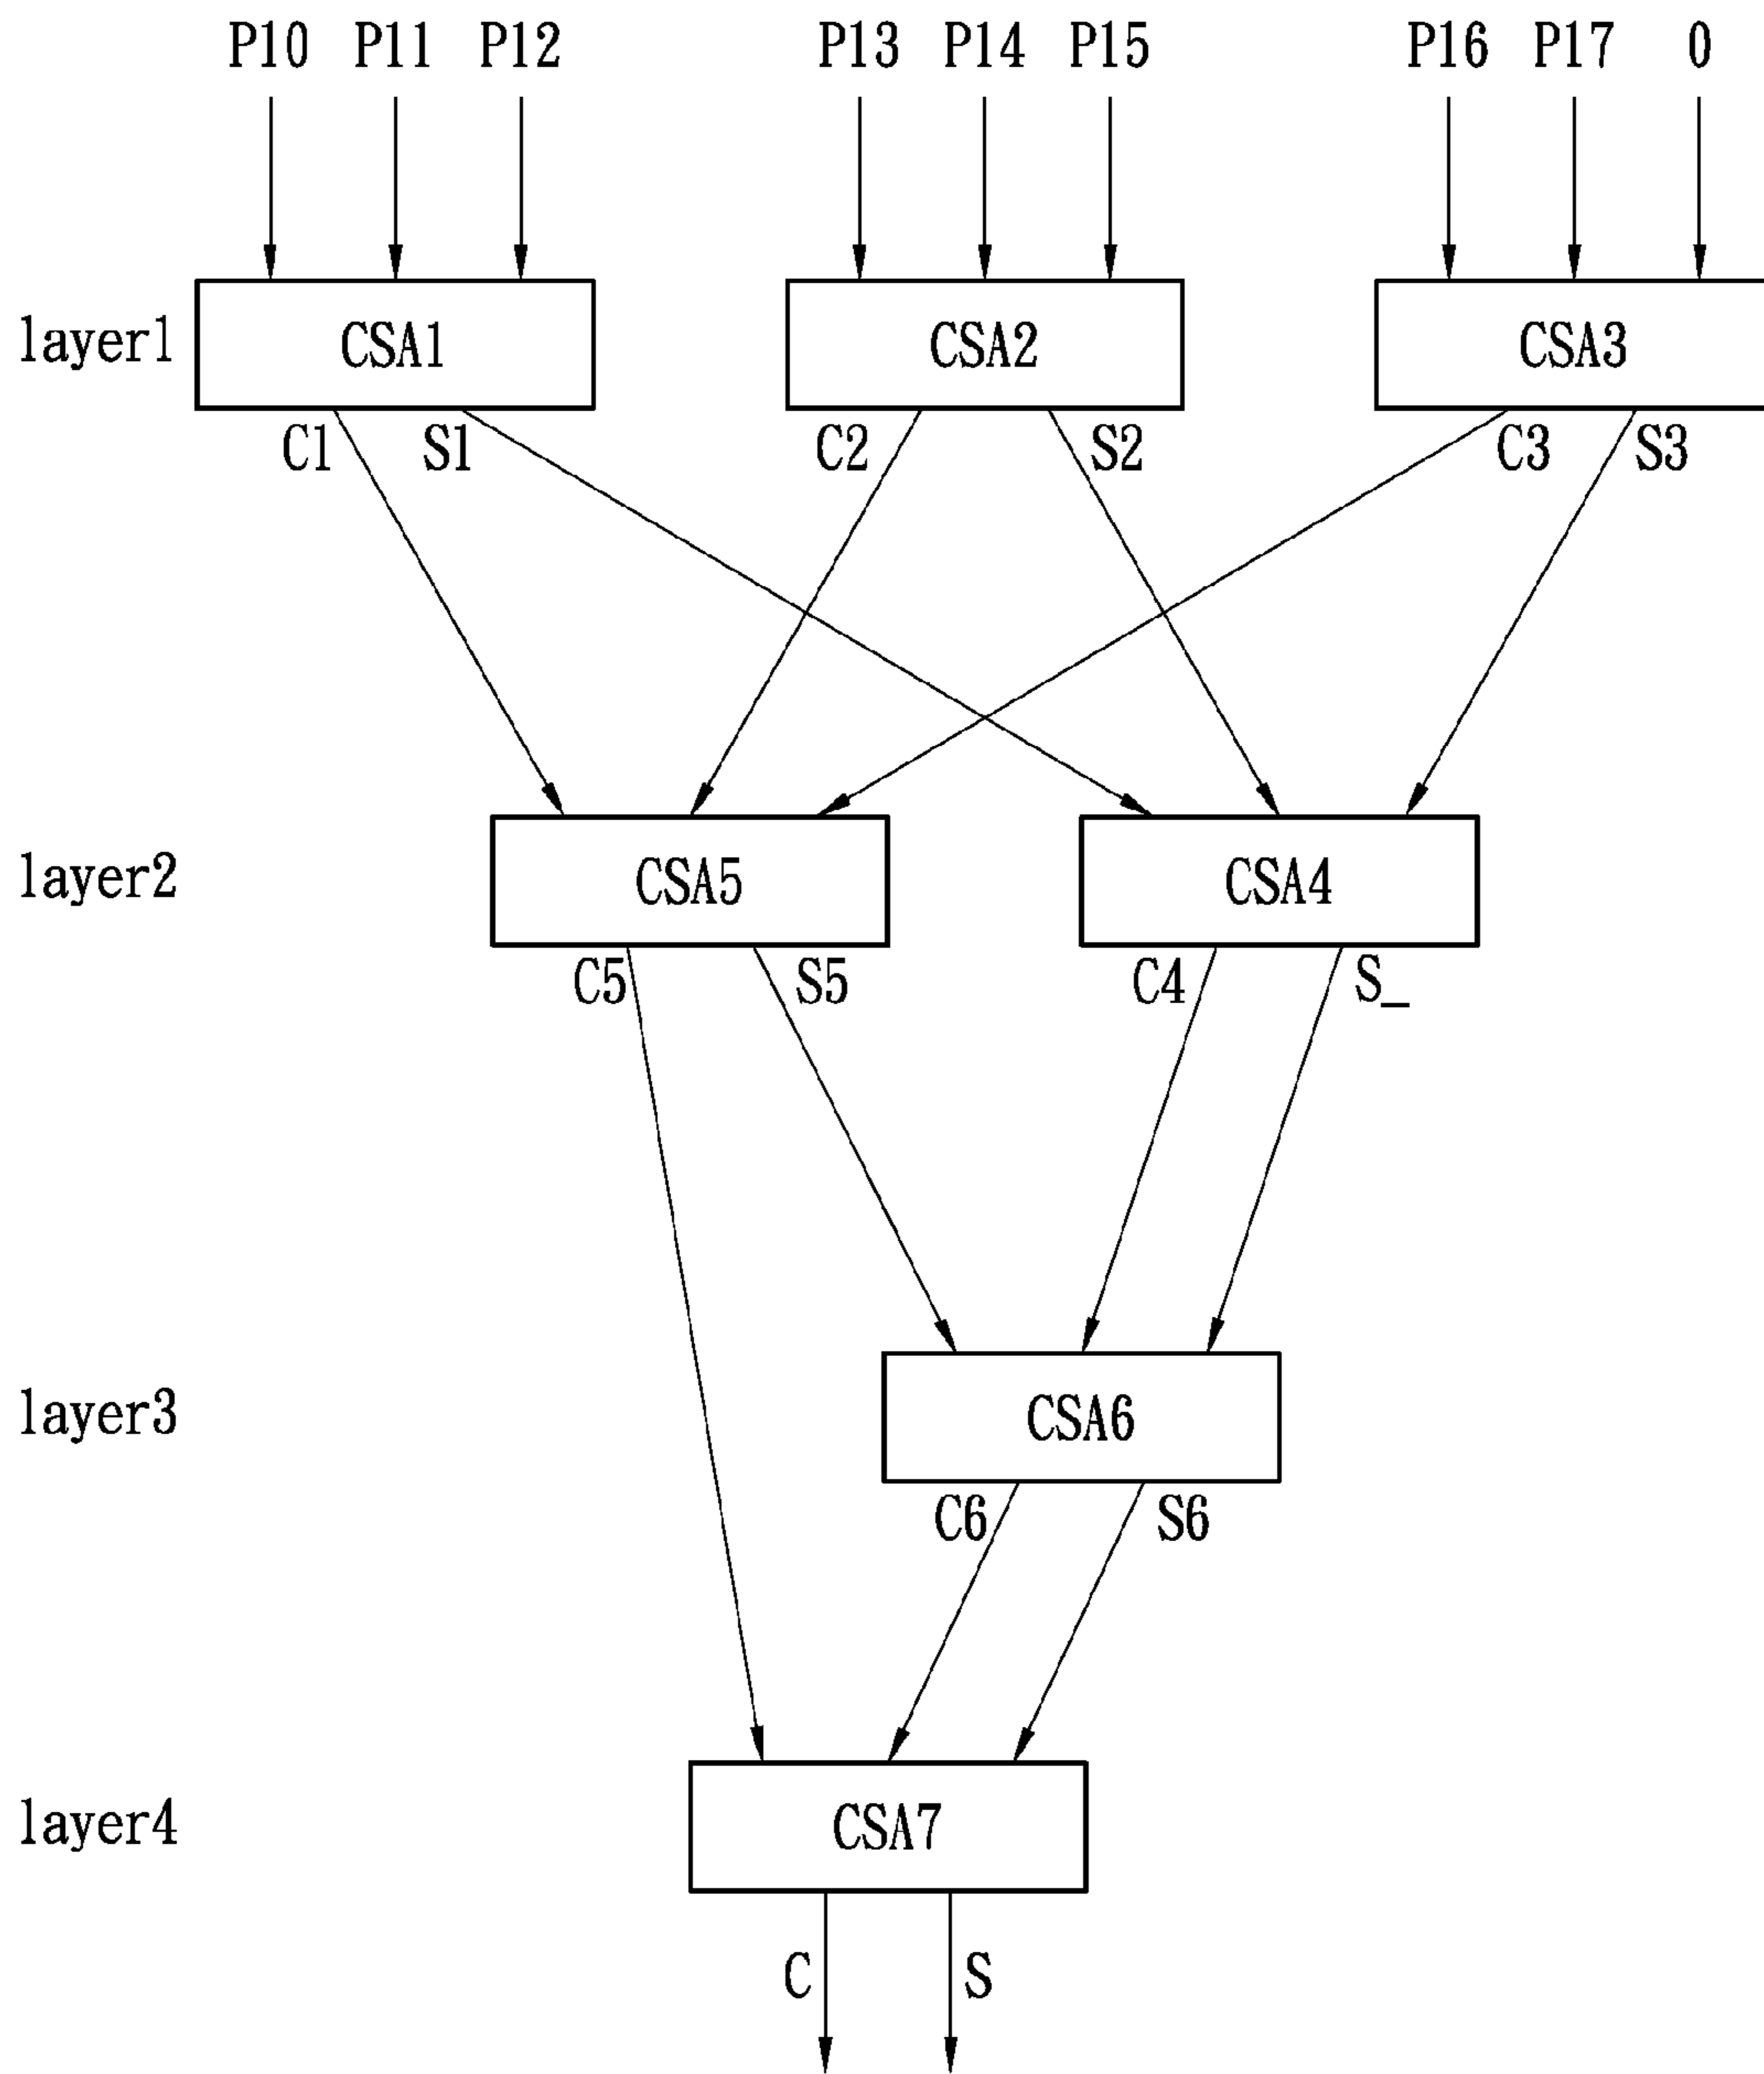 P10 P11 P12 P13 P14 P15 P16 P17 0
layer1 CSA1 CSA2 CSA3
C1 S1 C2 S2 C3 S3
layer2 CSA5 CSA4
C5 S5 C4 S_
layer3 CSA6
C6 S6
layer4 CSA7
C S